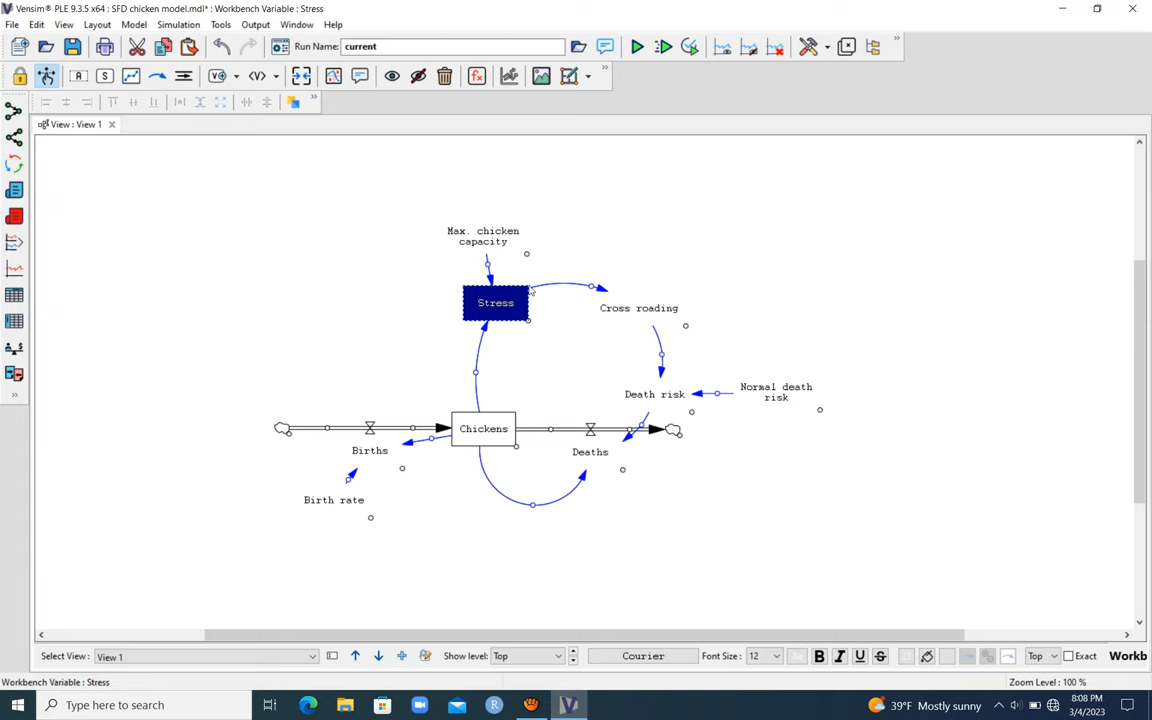 Vensim® PLE 9.3.5 x64 : SFD chicken model.mdl* : Workbench Variable : Stress
File Edit View Layout Model Simulation Tools Output Window Help
Run Name: current
A S V <V>
View : View 1
Max. chicken
capacity
Stress
Cross roading
Death risk
Normal death
risk
Chickens
Births
Deaths
Birth rate
Select View : View 1 Show level: Top Courier Font Size : 12 B I U S Top Exact Workb
Workbench Variable : Stress Zoom Level: 100 %
Type here to search
R
39°F Mostly sunny
8:08 PM
3/4/2023